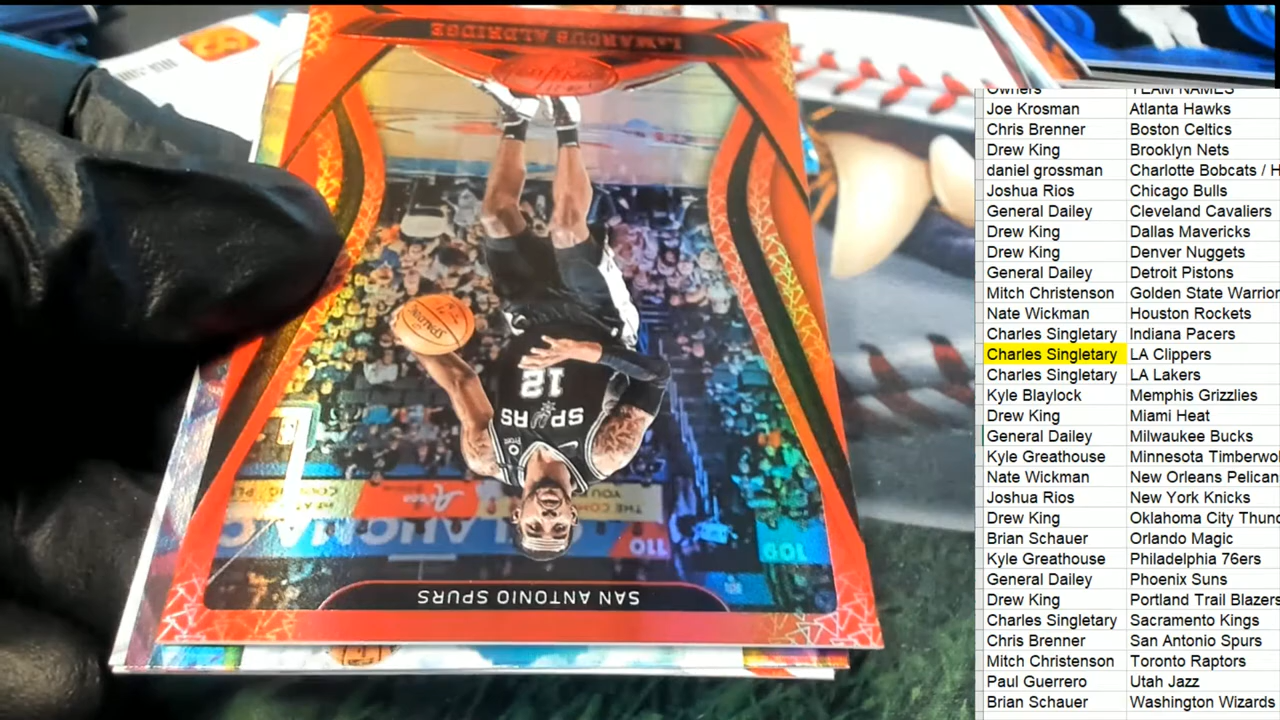 LAMARCUS ALDRIDGE
SPALDING
12
SPURS
OKLAHOMA C
SAN ANTONIO SPURS
Owners TEAM NAMES
Joe Krosman Atlanta Hawks
Chris Brenner Boston Celtics
Drew King Brooklyn Nets
daniel grossman Charlotte Bobcats / H
Joshua Rios Chicago Bulls
General Dailey Cleveland Cavaliers
Drew King Dallas Mavericks
Drew King Denver Nuggets
General Dailey Detroit Pistons
Mitch Christenson Golden State Warrior
Nate Wickman Houston Rockets
Charles Singletary Indiana Pacers
Charles Singletary LA Clippers
Charles Singletary LA Lakers
Kyle Blaylock Memphis Grizzlies
Drew King Miami Heat
General Dailey Milwaukee Bucks
Kyle Greathouse Minnesota Timberwol
Nate Wickman New Orleans Pelican
Joshua Rios New York Knicks
Drew King Oklahoma City Thund
Brian Schauer Orlando Magic
Kyle Greathouse Philadelphia 76ers
General Dailey Phoenix Suns
Drew King Portland Trail Blazers
Charles Singletary Sacramento Kings
Chris Brenner San Antonio Spurs
Mitch Christenson Toronto Raptors
Paul Guerrero Utah Jazz
Brian Schauer Washington Wizards